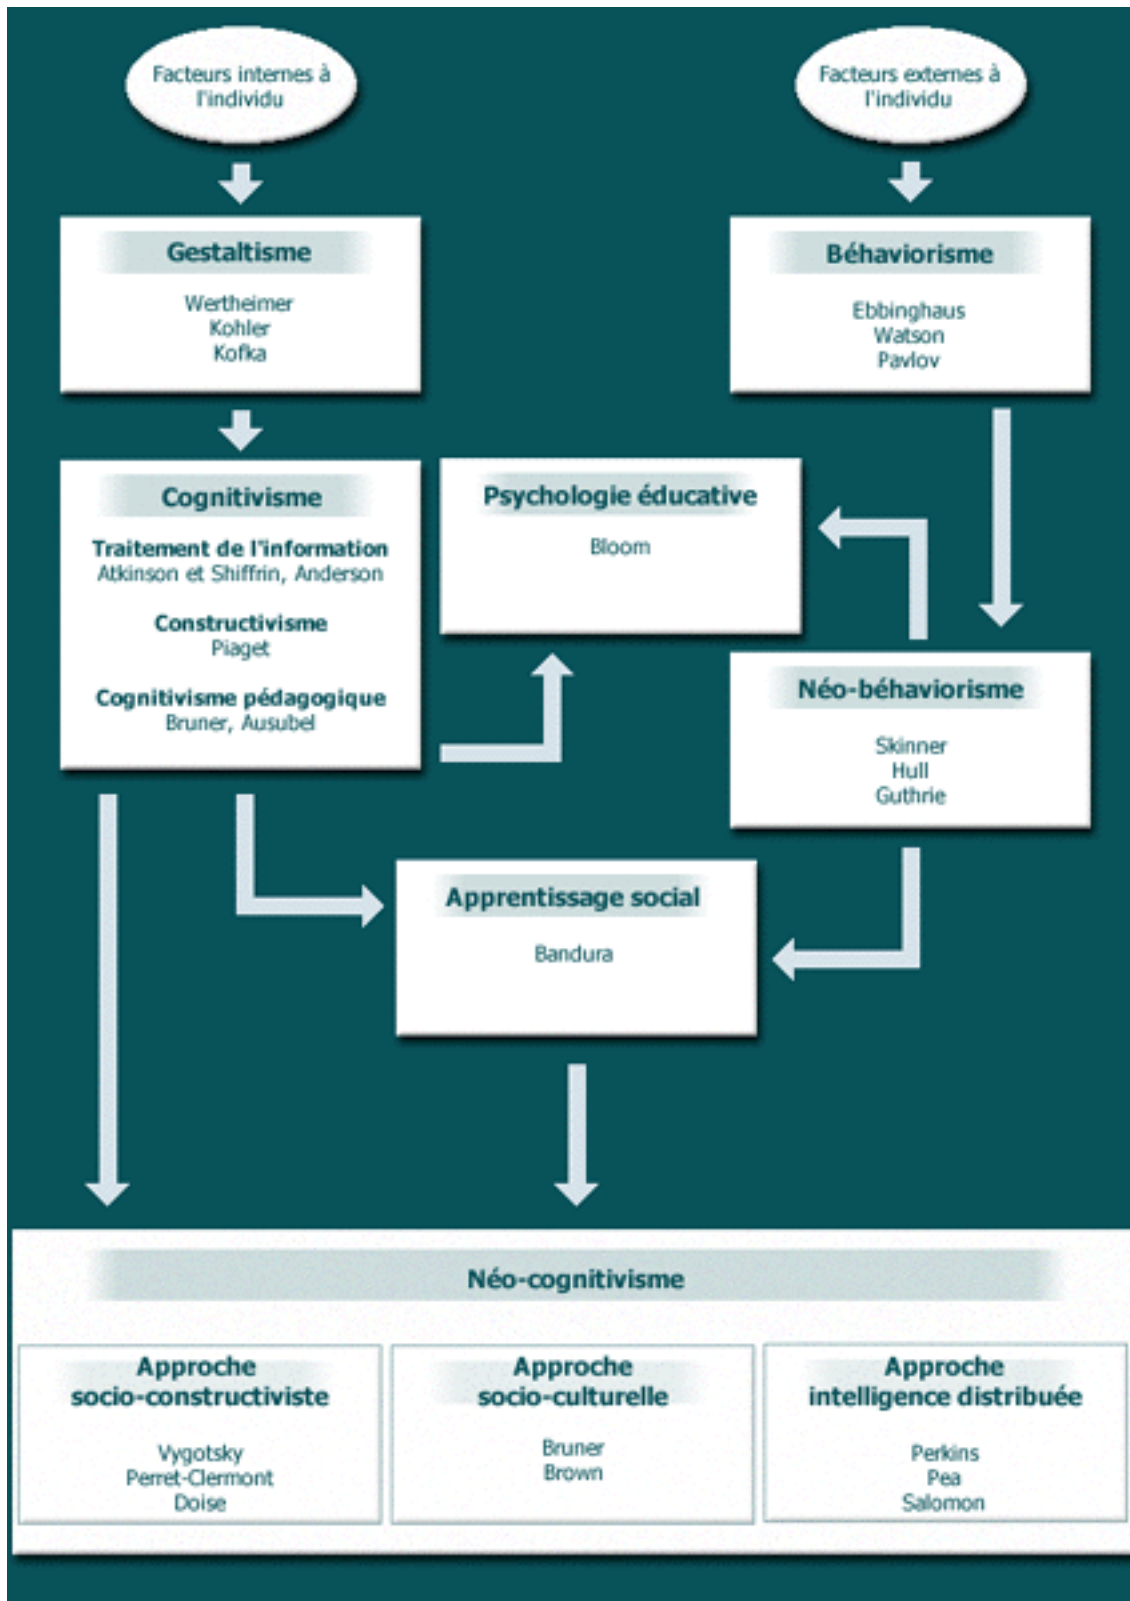 Facteurs internes à
l'individu
Facteurs externes à
l'individu
Gestaltisme
Wertheimer
Kohler
Kofka
Béhaviorisme
Ebbinghaus
Watson
Pavlov
Cognitivisme
Traitement de l'information
Atkinson et Shiffrin, Anderson
Constructivisme
Piaget
Cognitivisme pédagogique
Bruner, Ausubel
Psychologie éducative
Bloom
Néo-béhaviorisme
Skinner
Hull
Guthrie
Apprentissage social
Bandura
Néo-cognitivisme
Approche
socio-constructiviste
Vygotsky
Perret-Clermont
Doise
Approche
socio-culturelle
Bruner
Brown
Approche
intelligence distribuée
Perkins
Pea
Salomon